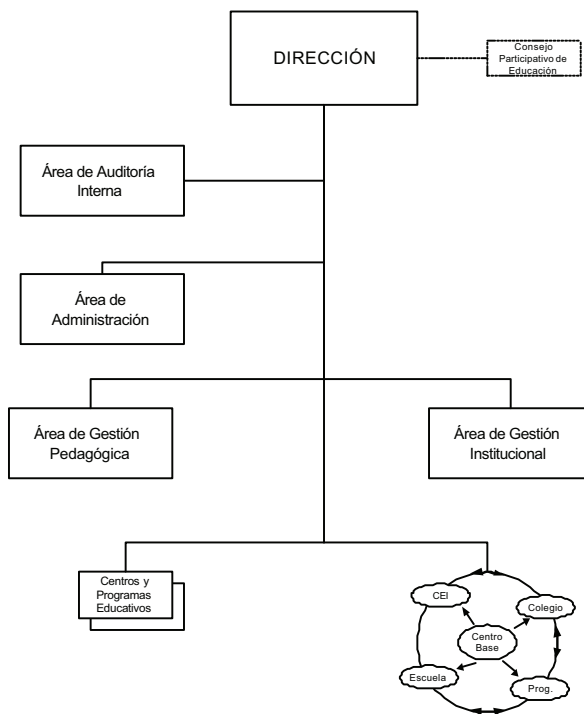 DIRECCIÓN
Consejo
Participativo de
Educación
Área de Auditoría
Interna
Área de
Administración
Área de Gestión
Pedagógica
Área de Gestión
Institucional
Centros y
Programas
Educativos
CEI
Colegio
Centro
Base
Escuela
Prog.